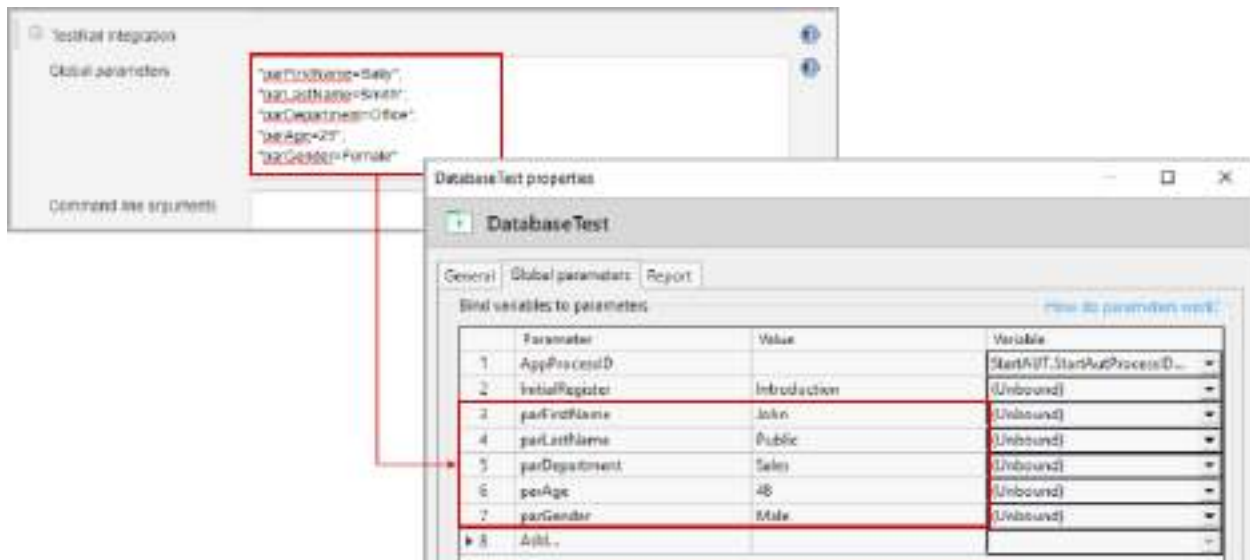 TestRail Integration
Global parameters
"parFirstName=Sally";
"parLastName=Smith";
"parDepartment=Office";
"parAge=29";
"parGender=Female"
Command line arguments
DatabaseTest properties
DatabaseTest
General Global parameters Report
Bind variables to parameters How do parameters work?
Parameter Value Variable
1 AppProcessID StartAUT.StartAutProcessID...
2 InitialRegister Introduction (Unbound)
3 parFirstName John (Unbound)
4 parLastName Public (Unbound)
5 parDepartment Sales (Unbound)
6 parAge 48 (Unbound)
7 parGender Male (Unbound)
8 Add...